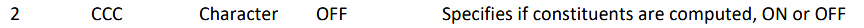 2 CCC Character OFF Specifies if constituents are computed, ON or OFF